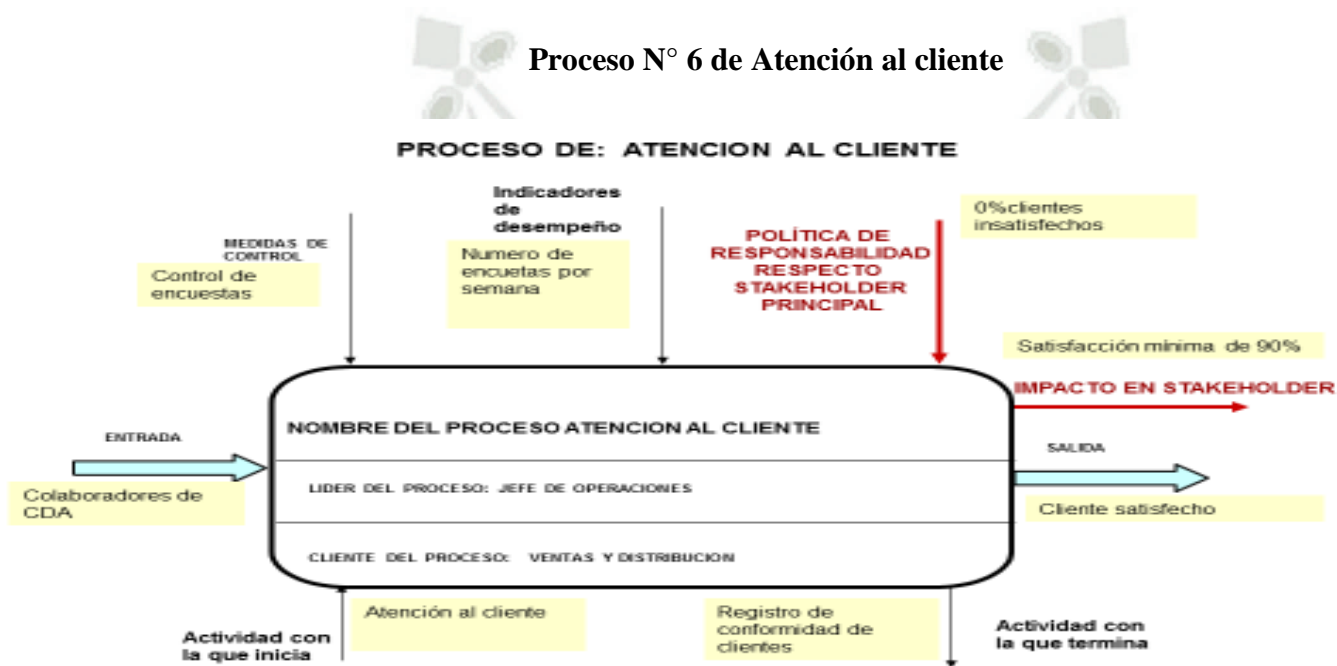 Proceso N° 6 de Atención al cliente
PROCESO DE: ATENCION AL CLIENTE
Indicadores
de
desempeño
Numero de
encuetas por
semana
MEDIDAS DE
CONTROL
Control de
encuestas
POLÍTICA DE
RESPONSABILIDAD
RESPECTO
STAKEHOLDER
PRINCIPAL
0%clientes
insatisfechos
Satisfacción mínima de 90%
IMPACTO EN STAKEHOLDER
ENTRADA
Colaboradores de
CDA
NOMBRE DEL PROCESO ATENCION AL CLIENTE
LIDER DEL PROCESO: JEFE DE OPERACIONES
CLIENTE DEL PROCESO: VENTAS Y DISTRIBUCION
SALIDA
Cliente satisfecho
Actividad con
la que inicia
Atención al cliente
Registro de
conformidad de
clientes
Actividad con
la que termina